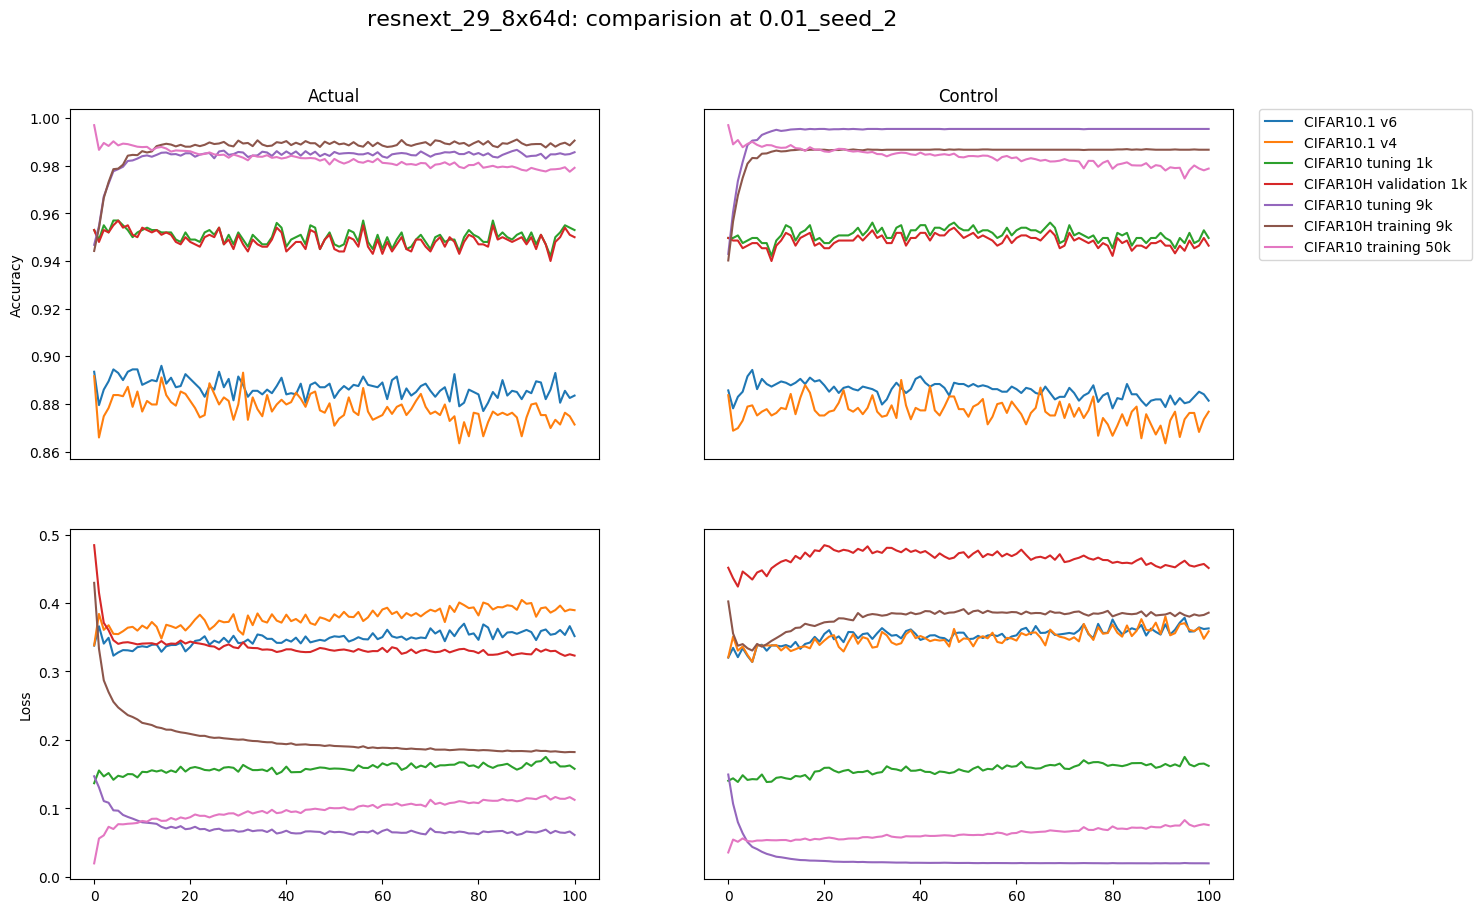 resnext_29_8x64d: comparision at 0.01_seed_2
Actual
Control
CIFAR10.1 v6
CIFAR10.1 v4
CIFAR10 tuning 1k
CIFAR10H validation 1k
CIFAR10 tuning 9k
CIFAR10H training 9k
CIFAR10 training 50k
Accuracy
1.00
0.98
0.96
0.94
0.92
0.90
0.88
0.86
Loss
0.5
0.4
0.3
0.2
0.1
0.0
0 20 40 60 80 100
0 20 40 60 80 100